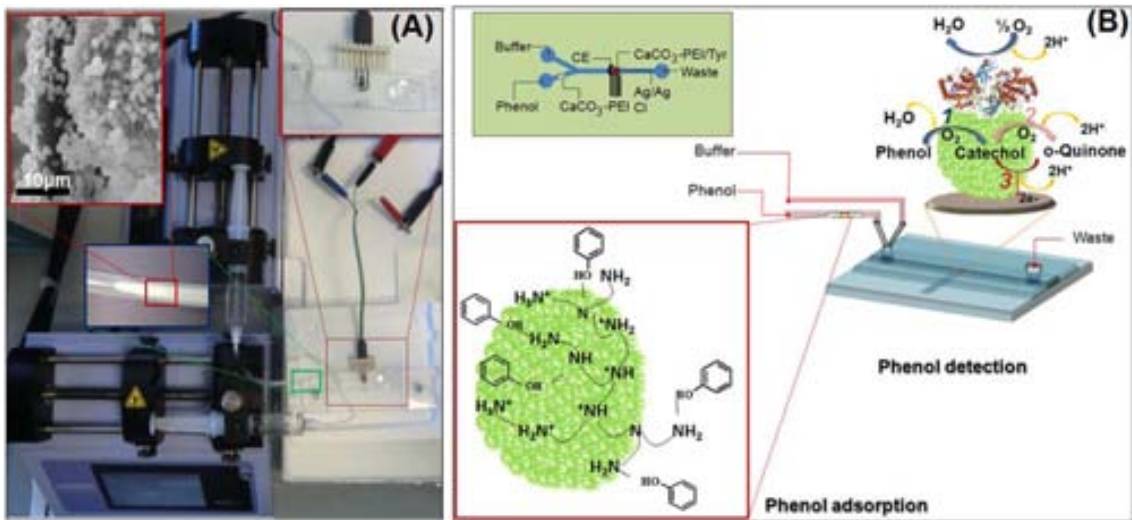 (A)
10μm
(B)
Buffer
CE
CaCO₃-PEI/Tyr
Waste
Phenol
CaCO₃-PEI
Ag/Ag
Cl
H₂O
½ O₂
2H⁺
H₂O
1
2
O₂
O₂
2H⁺
Phenol
Catechol
o-Quinone
3
2H⁺
2e-
Buffer
Phenol
Waste
HO
NH₂
H₃N⁺
N
⁺NH₂
OH
H₂N
NH
⁺NH
OH
HO
H₃N⁺
⁺NH
H₂N⁺
N
NH₂
H₂N
HO
Phenol detection
Phenol adsorption